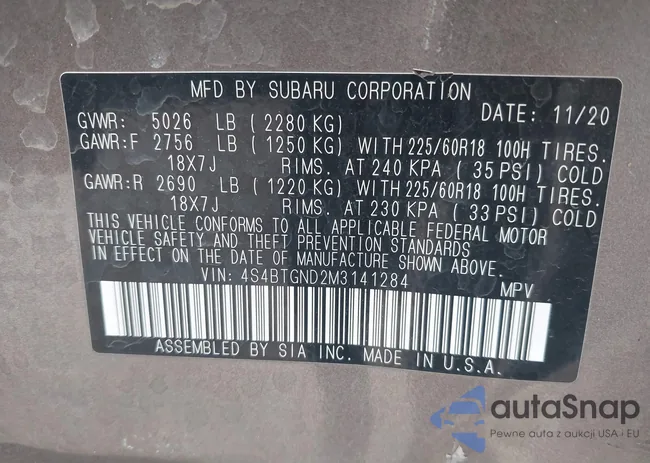 MFD BY SUBARU CORPORATION
DATE: 11/20
GVWR: 5026 LB (2280 KG)
GAWR:F 2756 LB (1250 KG) WITH 225/60R18 100H TIRES.
18X7J RIMS. AT 240 KPA (35 PSI) COLD
GAWR:R 2690 LB (1220 KG) WITH 225/60R18 100H TIRES.
18X7J RIMS. AT 230 KPA (33 PSI) COLD
THIS VEHICLE CONFORMS TO ALL APPLICABLE FEDERAL MOTOR
VEHICLE SAFETY AND THEFT PREVENTION STANDARDS
IN EFFECT ON THE DATE OF MANUFACTURE SHOWN ABOVE.
VIN: 4S4BTGND2M3141284 MPV
ASSEMBLED BY SIA INC. MADE IN U.S.A.
autaSnap
Pewne auta z aukcji USA i EU